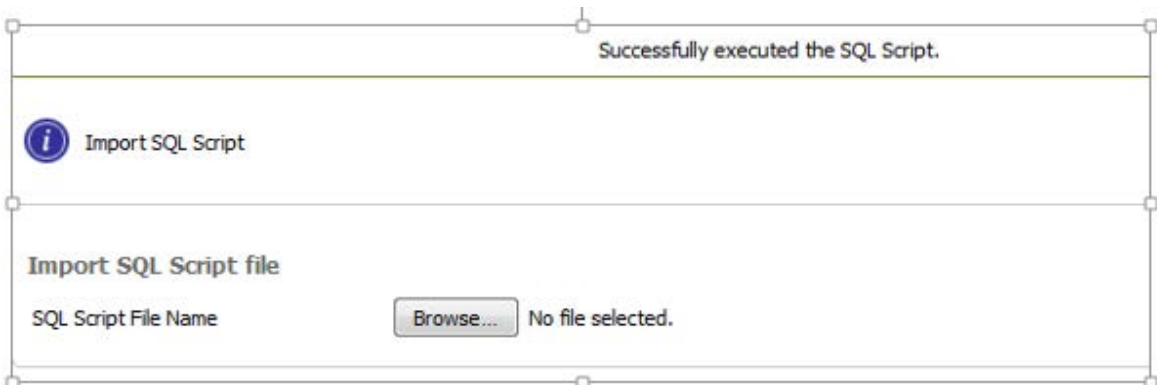 Successfully executed the SQL Script.
Import SQL Script
Import SQL Script file
SQL Script File Name Browse... No file selected.